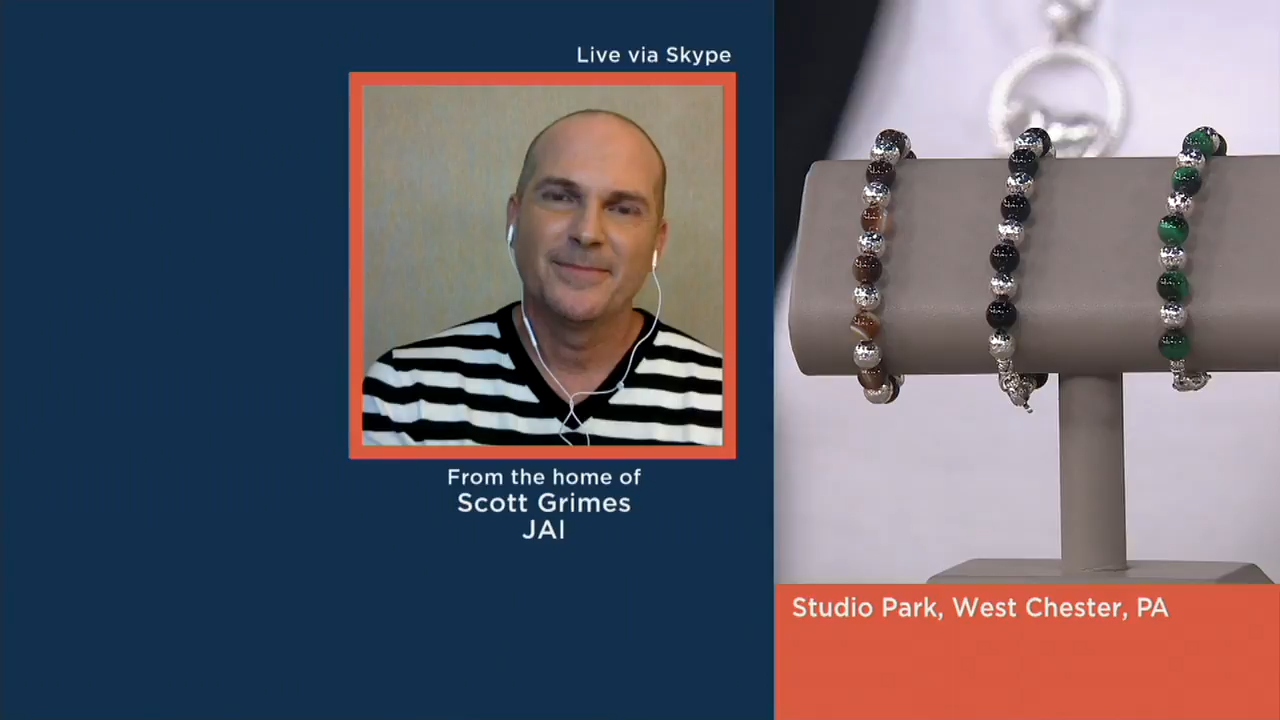 Live via Skype
From the home of
Scott Grimes
JAI
Studio Park, West Chester, PA